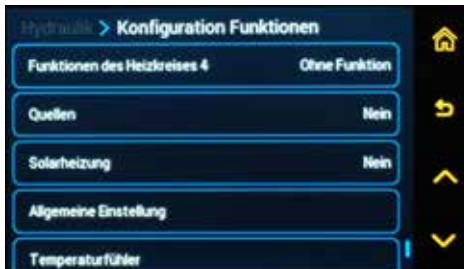 Hydraulik > Konfiguration Funktionen
Funktionen des Heizkreises 4 Ohne Funktion
Quellen Nein
Solarheizung Nein
Allgemeine Einstellung
Temperaturfühler